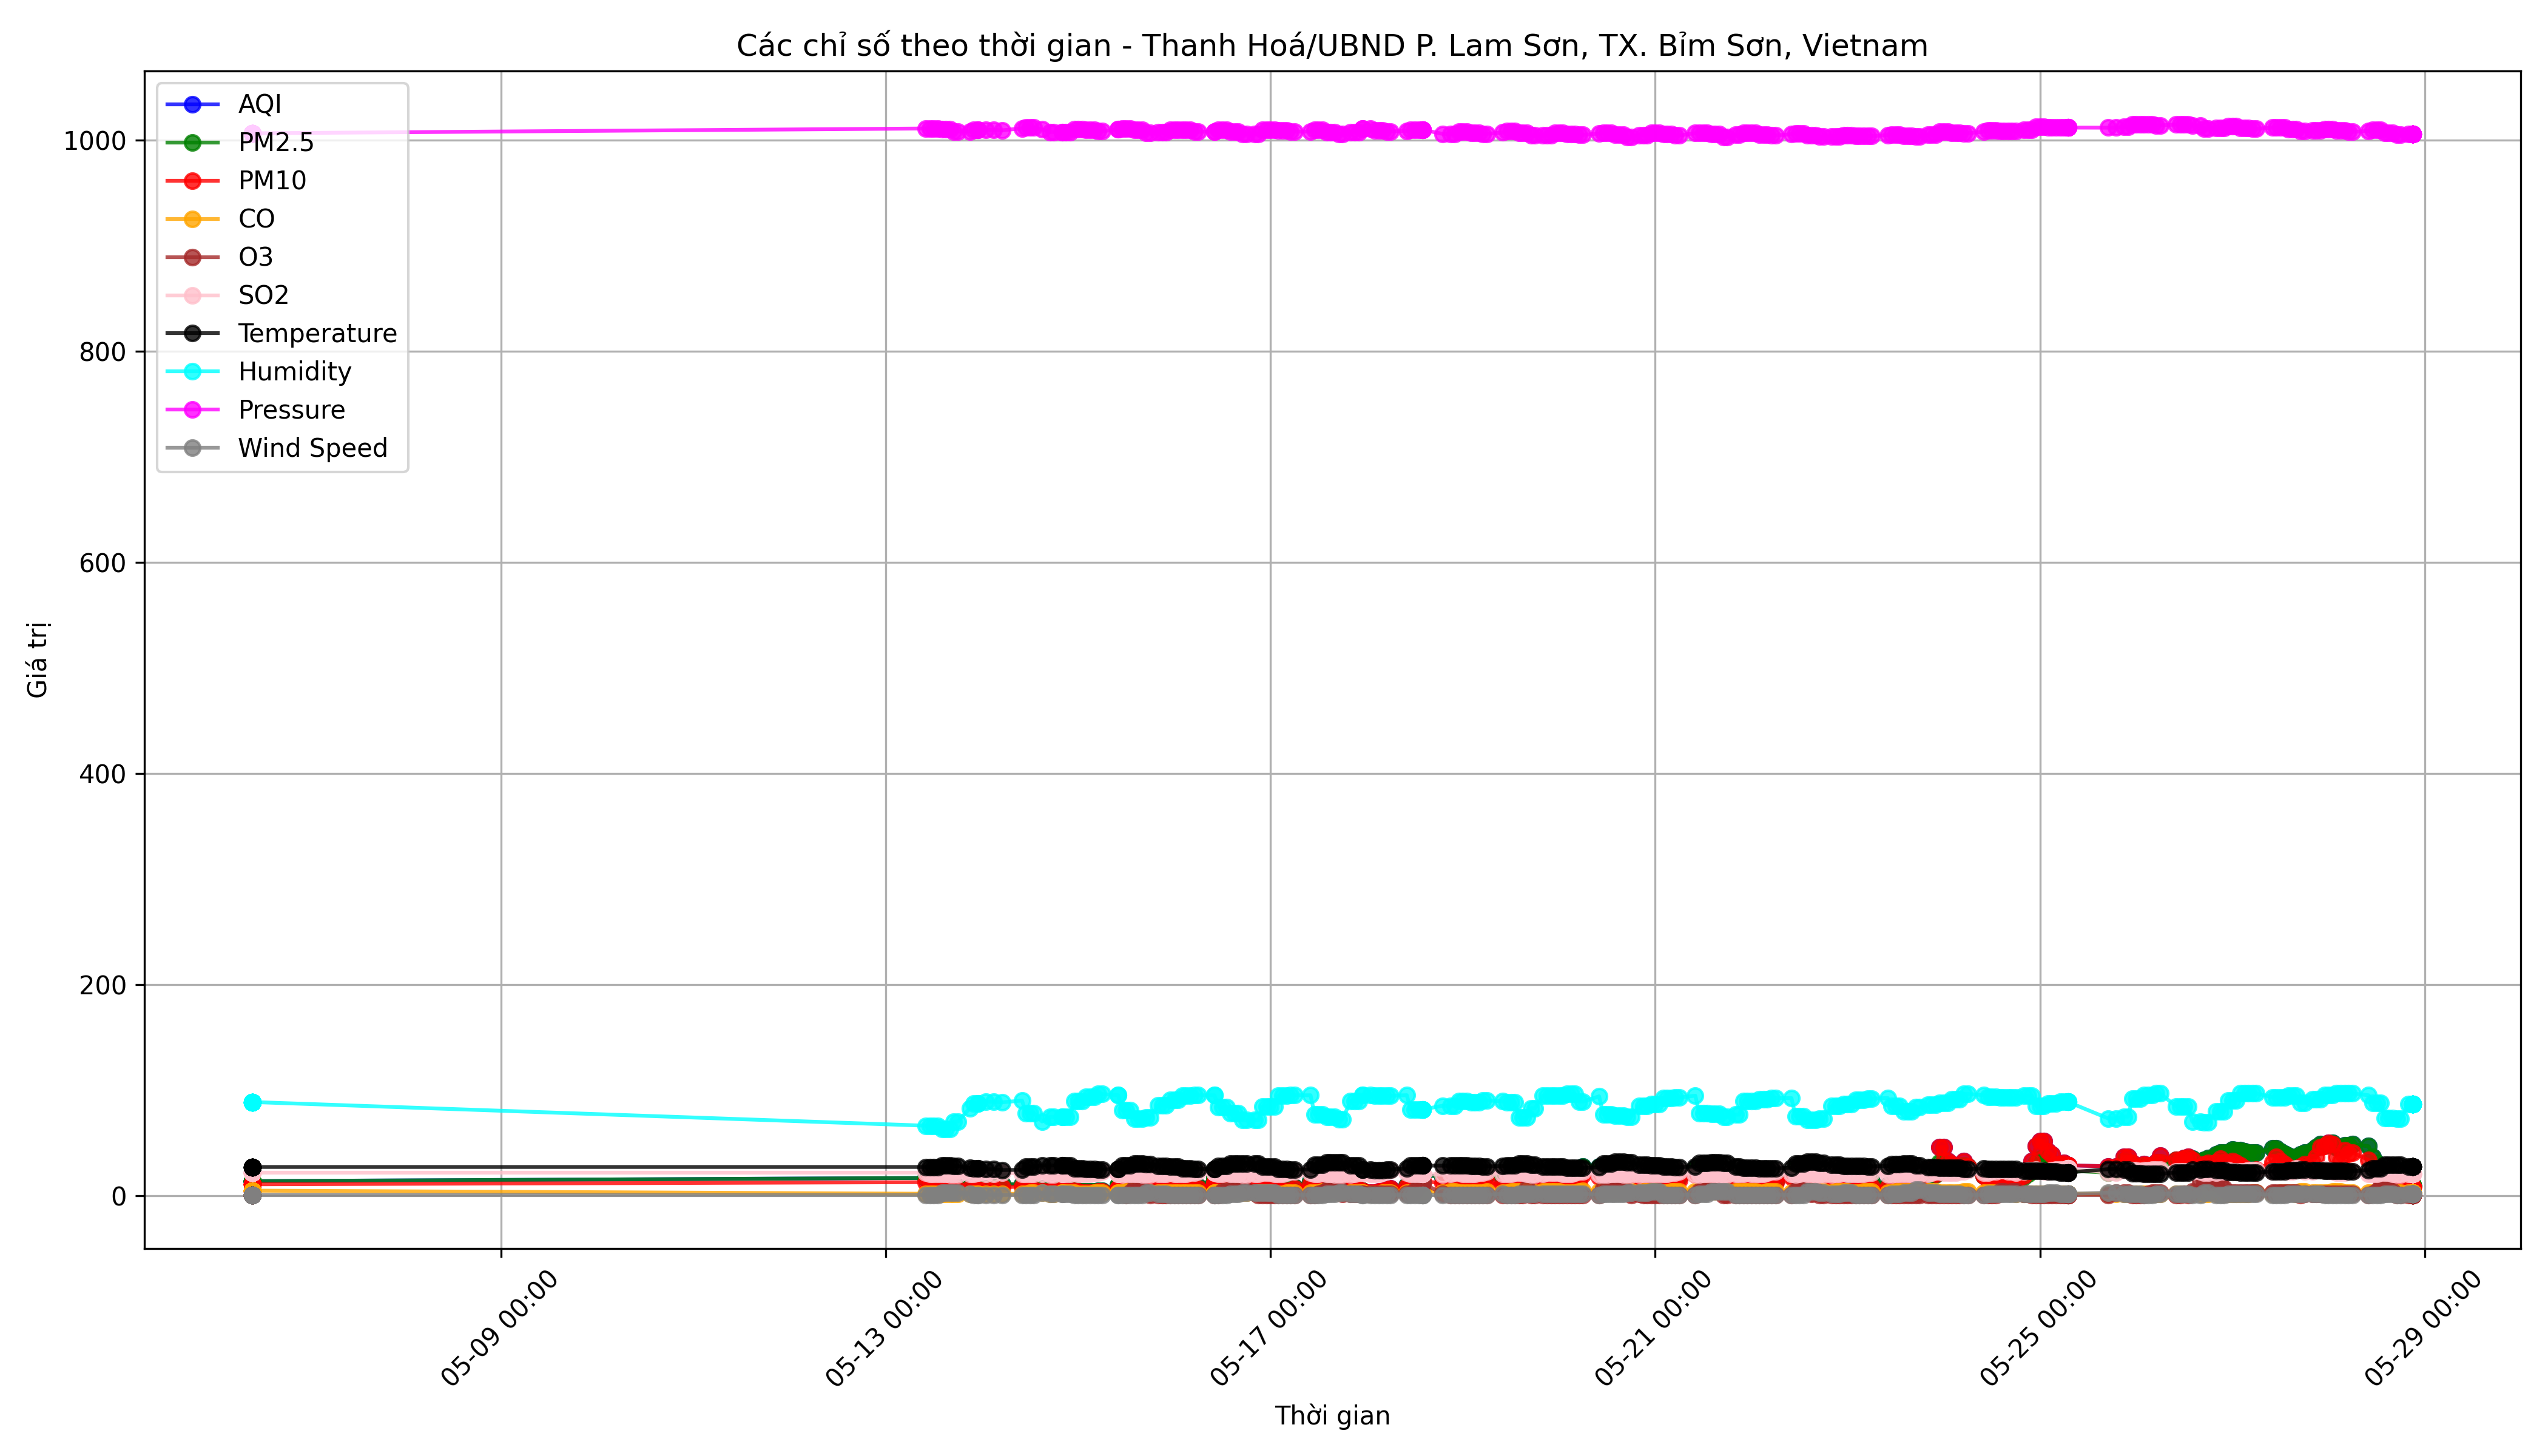 Các chỉ số theo thời gian - Thanh Hoá/UBND P. Lam Sơn, TX. Bỉm Sơn, Vietnam
AQI
PM2.5
PM10
CO
O3
SO2
Temperature
Humidity
Pressure
Wind Speed
1000
800
600
400
200
0
Giá trị
05-09 00:00
05-13 00:00
05-17 00:00
05-21 00:00
05-25 00:00
05-29 00:00
Thời gian